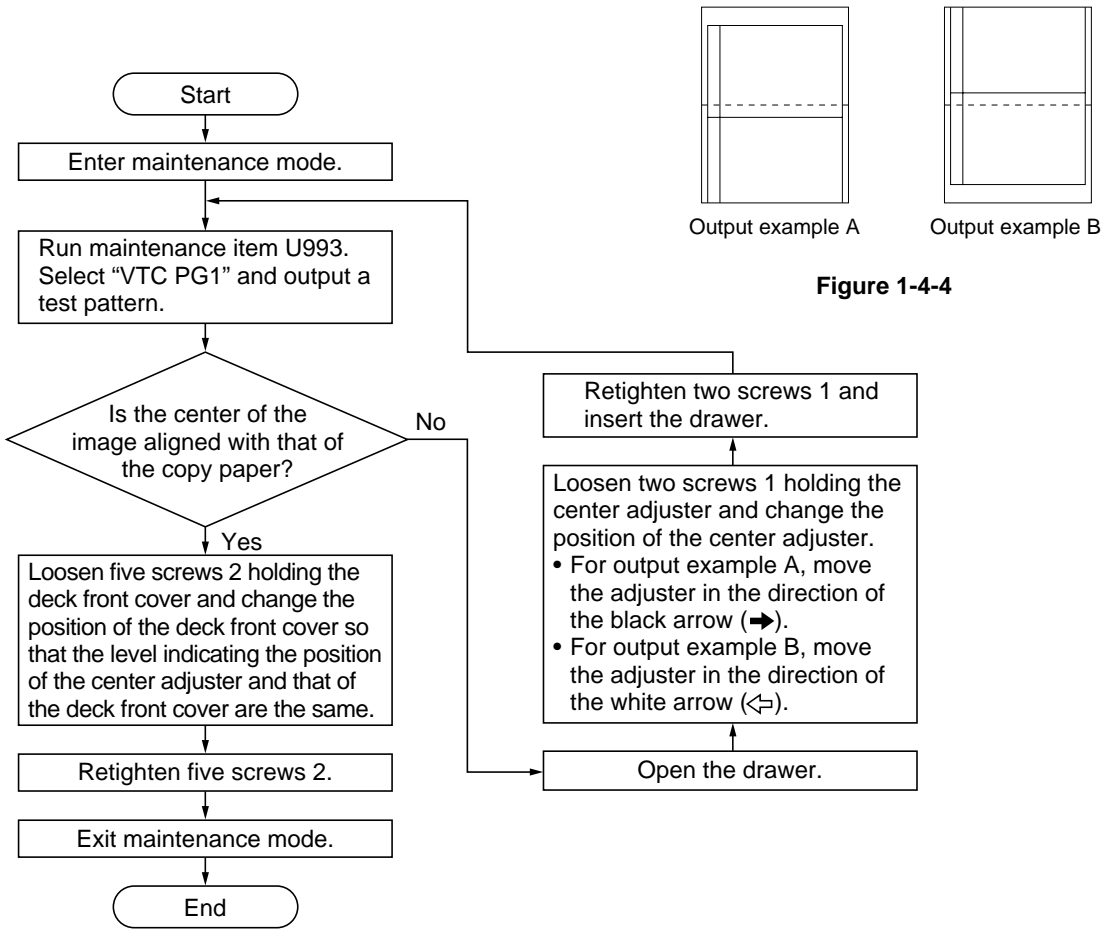 Start
Enter maintenance mode.
Run maintenance item U993.
Select “VTC PG1” and output a
test pattern.
Is the center of the
image aligned with that of
the copy paper?
No
Yes
Loosen five screws 2 holding the
deck front cover and change the
position of the deck front cover so
that the level indicating the position
of the center adjuster and that of
the deck front cover are the same.
Retighten five screws 2.
Exit maintenance mode.
End
Output example A
Output example B
Figure 1-4-4
Retighten two screws 1 and
insert the drawer.
Loosen two screws 1 holding the
center adjuster and change the
position of the center adjuster.
• For output example A, move
the adjuster in the direction of
the black arrow (➡).
• For output example B, move
the adjuster in the direction of
the white arrow (⇦).
Open the drawer.